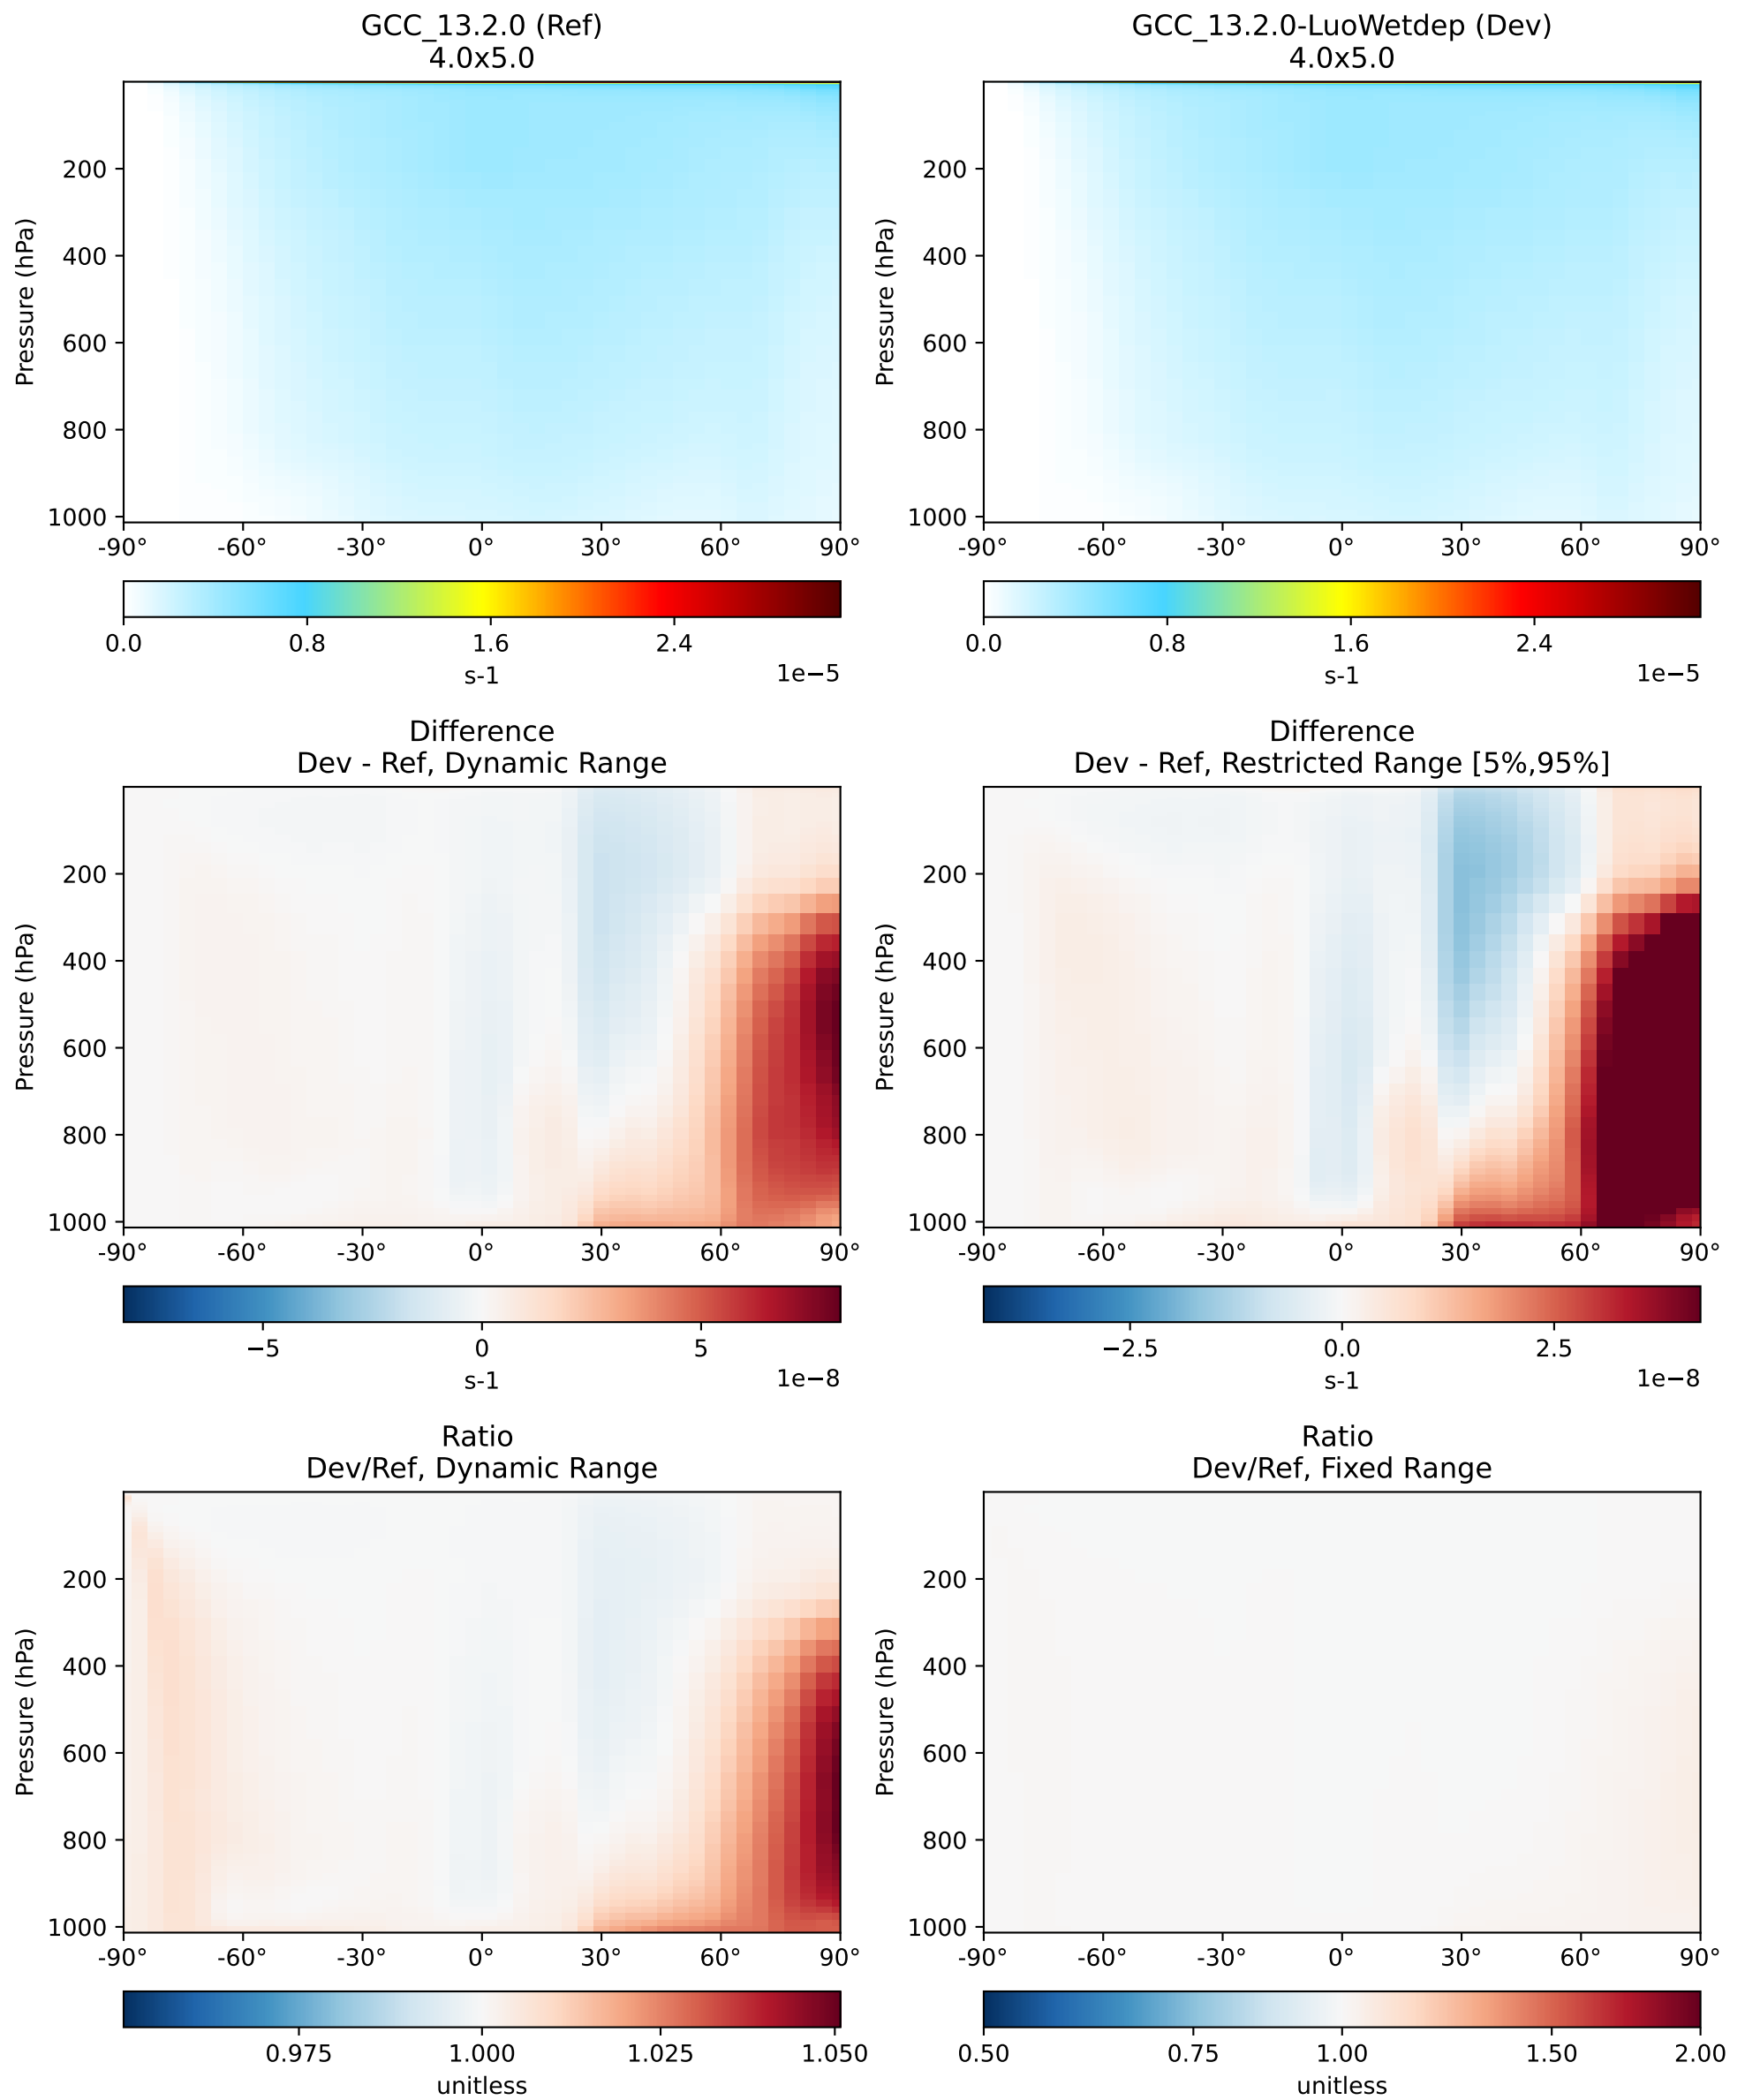 GCC_13.2.0 (Ref)
4.0x5.0
GCC_13.2.0-LuoWetdep (Dev)
4.0x5.0
Pressure (hPa)
200
400
600
800
1000
-90° -60° -30° 0° 30° 60° 90°
0.0 0.8 1.6 2.4
s-1 1e−5
Pressure (hPa)
200
400
600
800
1000
-90° -60° -30° 0° 30° 60° 90°
0.0 0.8 1.6 2.4
s-1 1e−5
Difference
Dev - Ref, Dynamic Range
Pressure (hPa)
200
400
600
800
1000
-90° -60° -30° 0° 30° 60° 90°
−5 0 5
s-1 1e−8
Difference
Dev - Ref, Restricted Range [5%,95%]
Pressure (hPa)
200
400
600
800
1000
-90° -60° -30° 0° 30° 60° 90°
−2.5 0.0 2.5
s-1 1e−8
Ratio
Dev/Ref, Dynamic Range
Pressure (hPa)
200
400
600
800
1000
-90° -60° -30° 0° 30° 60° 90°
0.975 1.000 1.025 1.050
unitless
Ratio
Dev/Ref, Fixed Range
Pressure (hPa)
200
400
600
800
1000
-90° -60° -30° 0° 30° 60° 90°
0.50 0.75 1.00 1.50 2.00
unitless